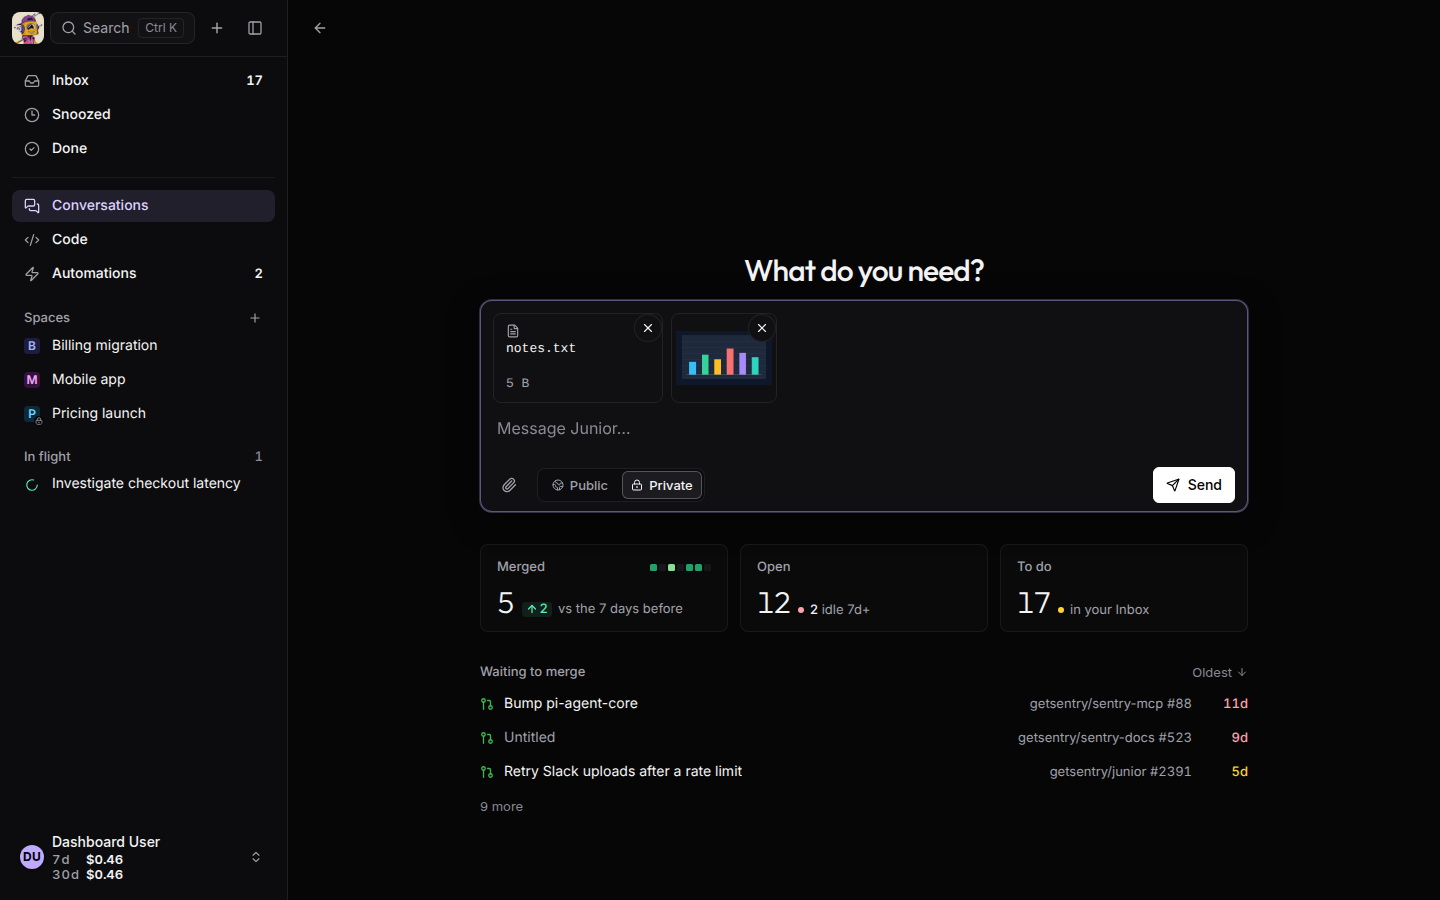 Search Ctrl K
Inbox 17
Snoozed
Done
Conversations
Code
Automations 2
Spaces
B Billing migration
M Mobile app
P Pricing launch
In flight 1
Investigate checkout latency
DU Dashboard User
7d $0.46
30d $0.46
What do you need?
notes.txt
5 B
Message Junior...
Public Private Send
Merged
5 2 vs the 7 days before
Open
12 2 idle 7d+
To do
17 in your Inbox
Waiting to merge Oldest
Bump pi-agent-core getsentry/sentry-mcp #88 11d
Untitled getsentry/sentry-docs #523 9d
Retry Slack uploads after a rate limit getsentry/junior #2391 5d
9 more